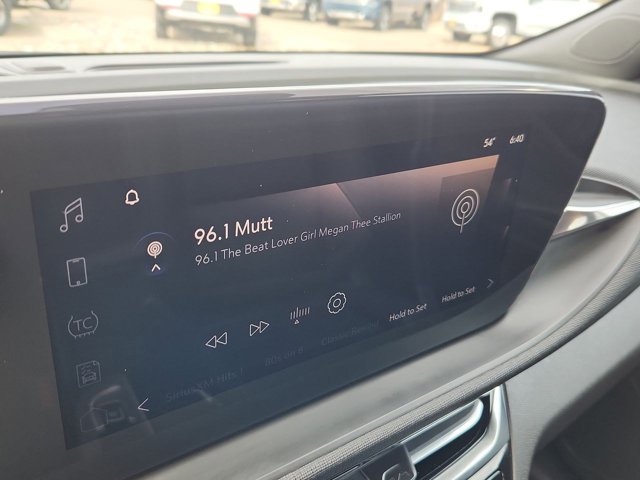 54° 6:40
96.1 Mutt
96.1 The Beat Lover Girl Megan Thee Stallion
TC
Hold to Set Hold to Set
SiriusXM Hits 1 80s on 8 Classic Rewind